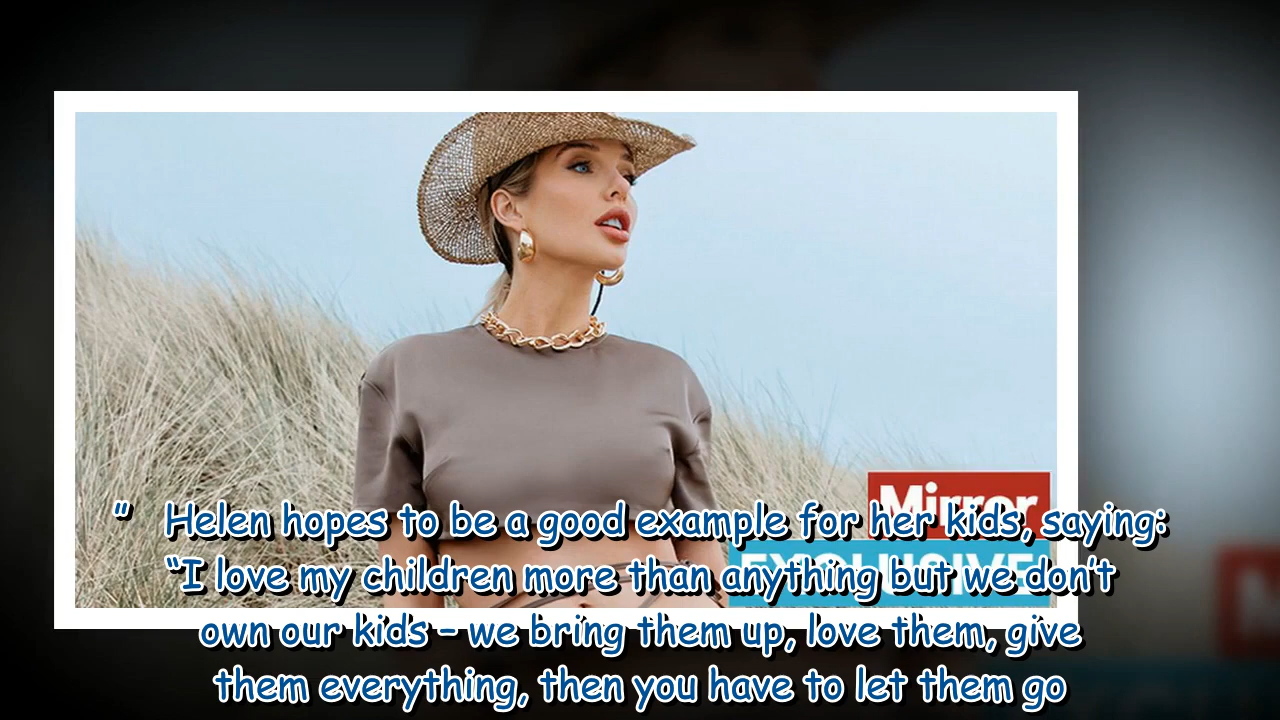 Mirror
EXCLUSIVE!
” Helen hopes to be a good example for her kids, saying:
“I love my children more than anything but we don’t
own our kids – we bring them up, love them, give
them everything, then you have to let them go